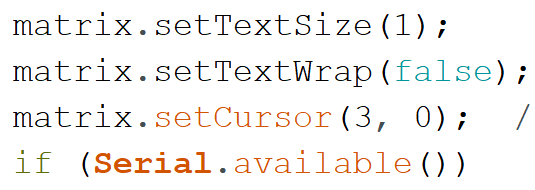 matrix.setTextSize(1);
matrix.setTextWrap(false);
matrix.setCursor(3, 0);  /
if (Serial.available())